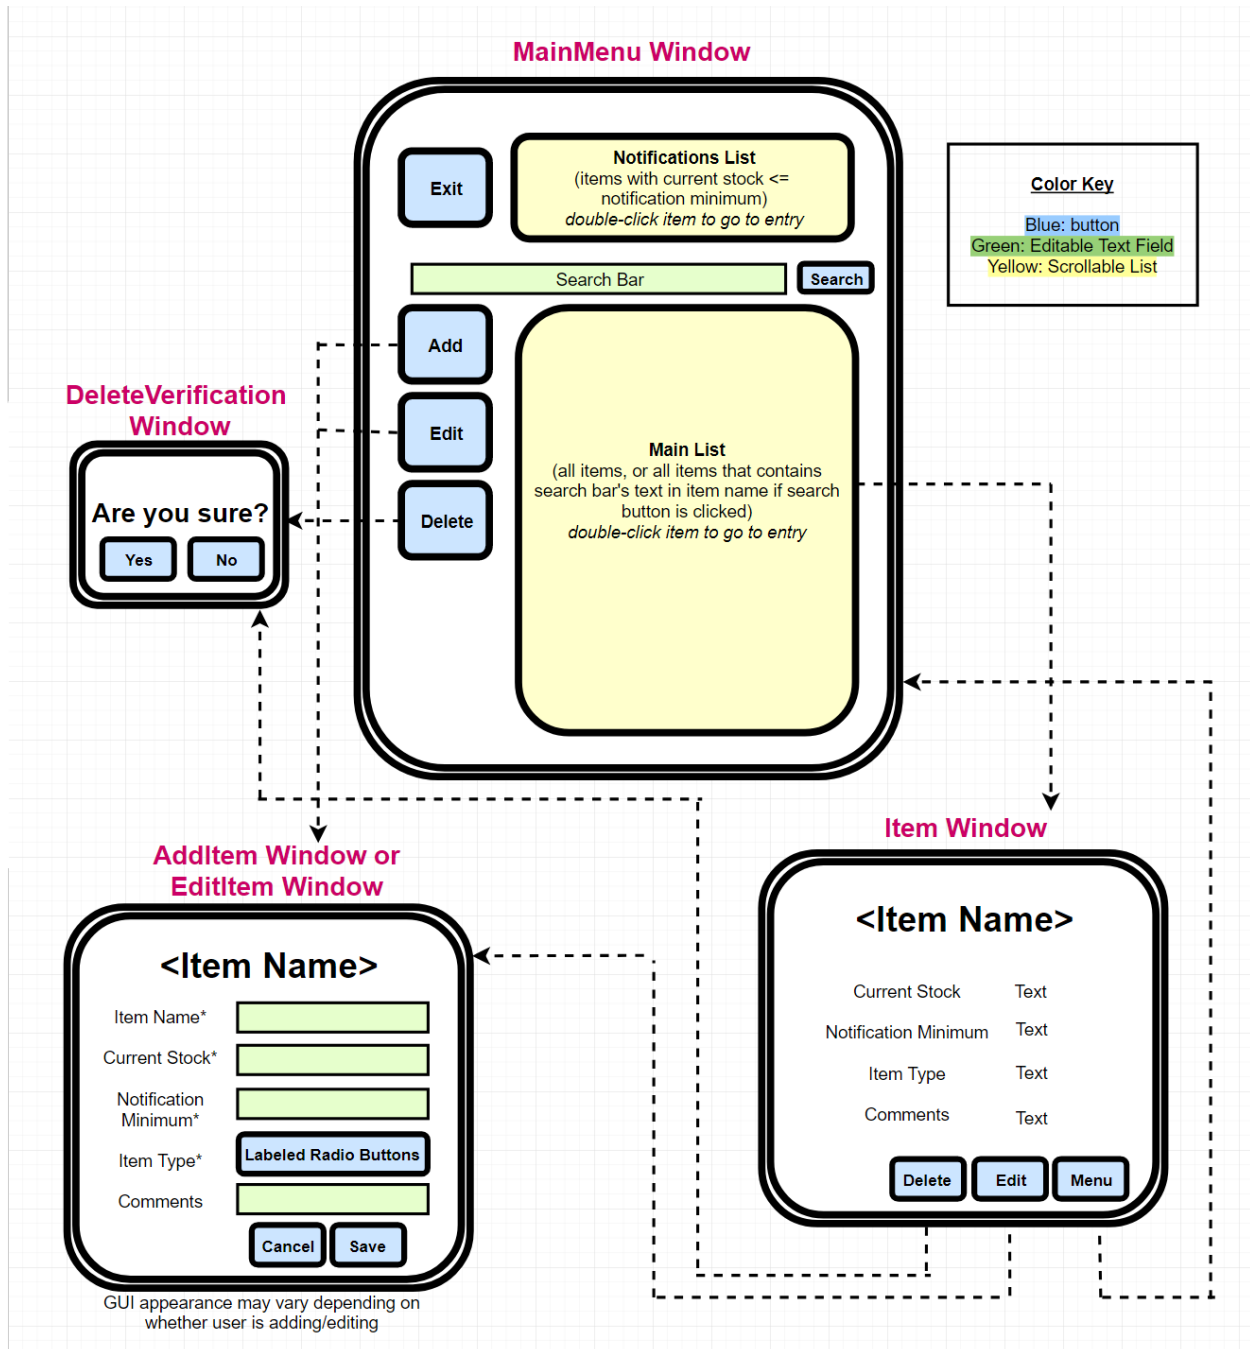 MainMenu Window
Exit
Notifications List
(items with current stock <=
notification minimum)
double-click item to go to entry
Color Key
Blue: button
Green: Editable Text Field
Yellow: Scrollable List
Search Bar
Search
Add
Edit
Delete
Main List
(all items, or all items that contains
search bar's text in item name if search
button is clicked)
double-click item to go to entry
DeleteVerification
Window
Are you sure?
Yes
No
AddItem Window or
EditItem Window
<Item Name>
Item Name*
Current Stock*
Notification
Minimum*
Item Type*
Labeled Radio Buttons
Comments
Cancel
Save
GUI appearance may vary depending on
whether user is adding/editing
Item Window
<Item Name>
Current Stock Text
Notification Minimum Text
Item Type Text
Comments Text
Delete
Edit
Menu